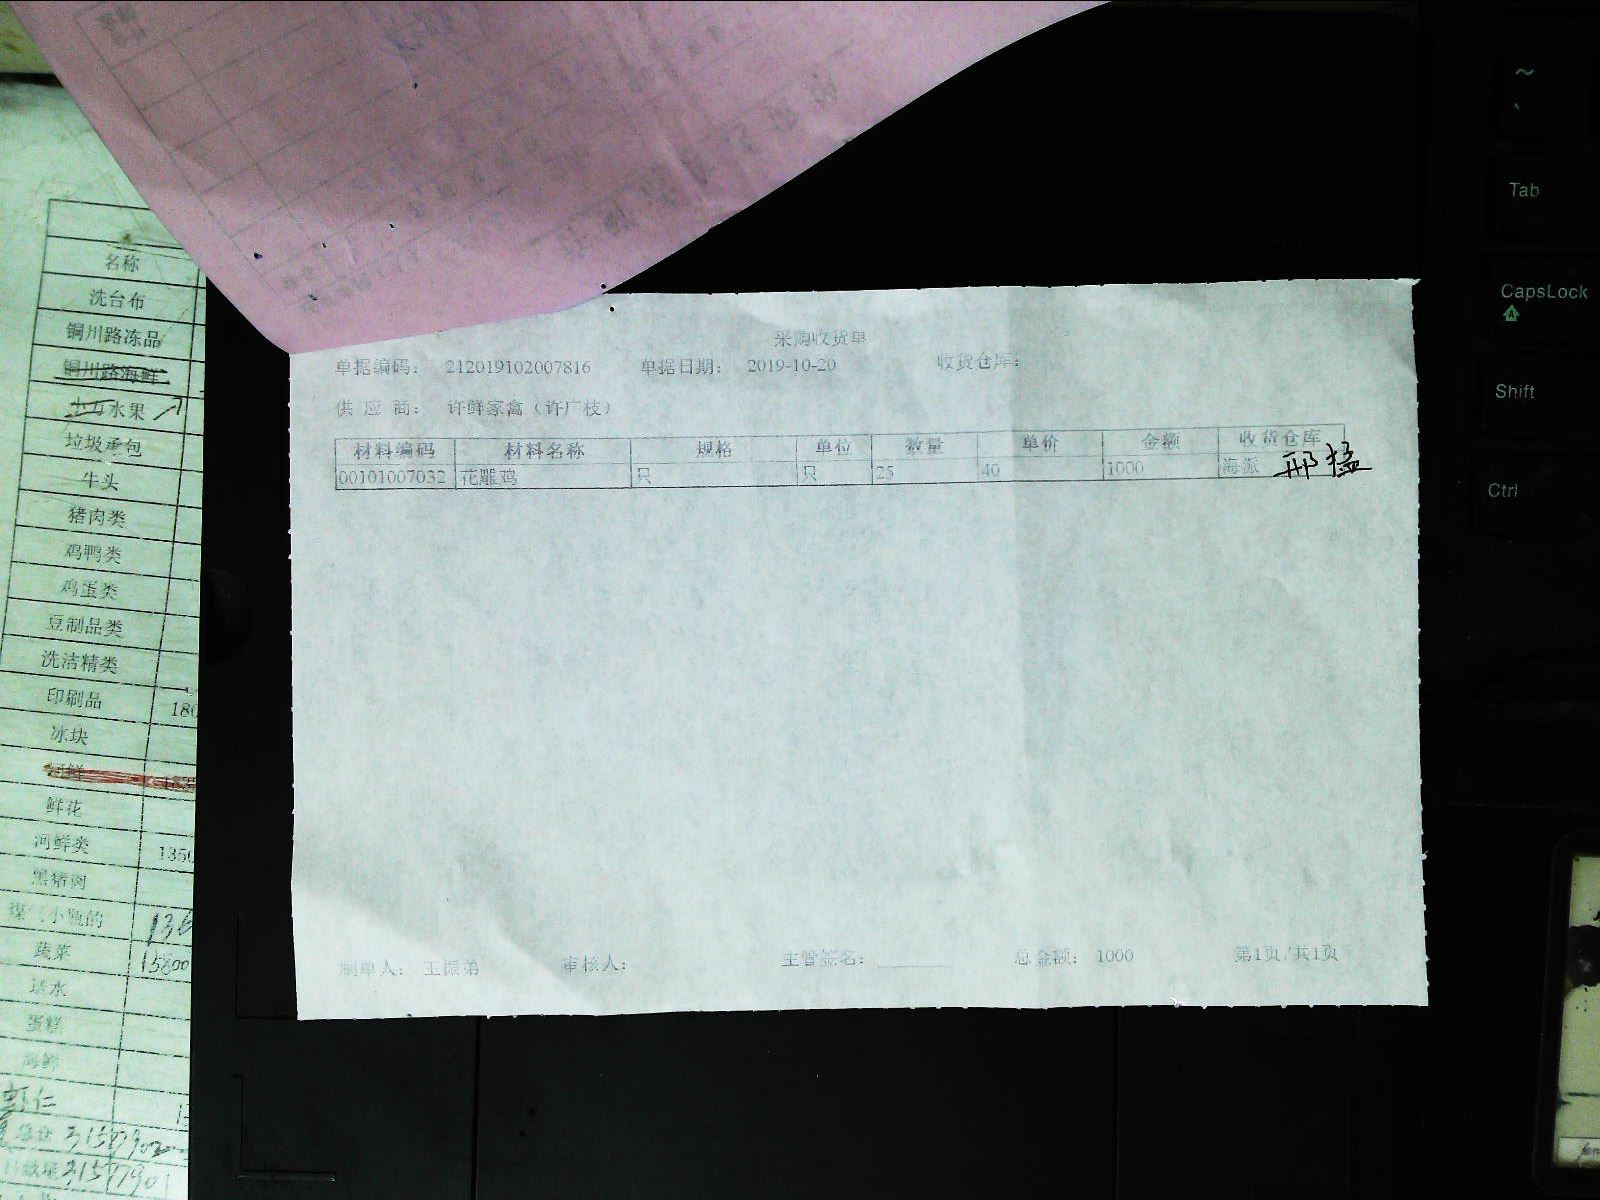 采购收货单
单据编码： 212019102007816 单据日期： 2019-10-20 收货仓库：
供 应 商： 许鲜家禽（许广枝）
材料编码 材料名称 规格 单位 数量 单价 金额 收货仓库
00101007032 花雕鸡 只 只 25 40 1000 海派 邢猛
制单人： 王振弟 审核人： 主管签名： 总金额： 1000 第1页/共1页
名称
洗台布
铜川路冻品
铜川路海鲜
水果
垃圾承包
牛头
猪肉类
鸡鸭类
鸡蛋类
豆制品类
洗洁精类
印刷品 180
冰块
鲜花
河鲜类 1350
蔬菜 15800
蛋糕
海鲜
虾仁
~
Tab
CapsLock
Shift
Ctrl